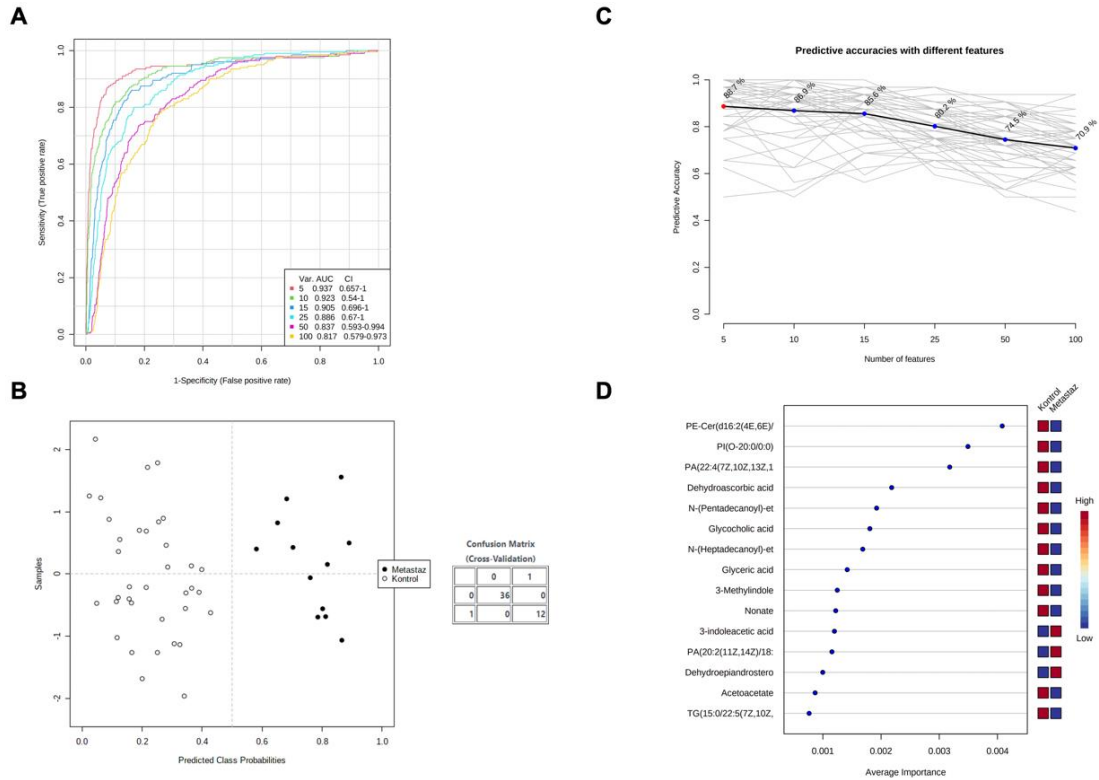 A
1.0
0.8
0.6
0.4
0.2
0.0
Sensitivity (True positive rate)
Var. AUC CI
5 0.937 0.657-1
10 0.923 0.54-1
15 0.905 0.696-1
25 0.886 0.67-1
50 0.837 0.593-0.994
100 0.817 0.579-0.973
0.0 0.2 0.4 0.6 0.8 1.0
1-Specificity (False positive rate)
C
Predictive accuracies with different features
1.0
0.8
0.6
0.4
0.2
0.0
Predictive Accuracy
88.7 %
86.9 %
85.6 %
80.2 %
74.5 %
70.9 %
5 10 15 25 50 100
Number of features
B
2
1
0
-1
-2
Samples
Metastaz
Kontrol
0.0 0.2 0.4 0.6 0.8 1.0
Predicted Class Probabilities
Confusion Matrix
(Cross-Validation)
0 1
0 36 0
1 0 12
D
Kontrol
Metastaz
PE-Cer(d16:2(4E,6E)/
PI(O-20:0/0:0)
PA(22:4(7Z,10Z,13Z,1
Dehydroascorbic acid
N-(Pentadecanoyl)-et
Glycocholic acid
N-(Heptadecanoyl)-et
Glyceric acid
3-Methylindole
Nonate
3-indoleacetic acid
PA(20:2(11Z,14Z)/18:
Dehydroepiandrostero
Acetoacetate
TG(15:0/22:5(7Z,10Z,
High
Low
0.001 0.002 0.003 0.004
Average Importance